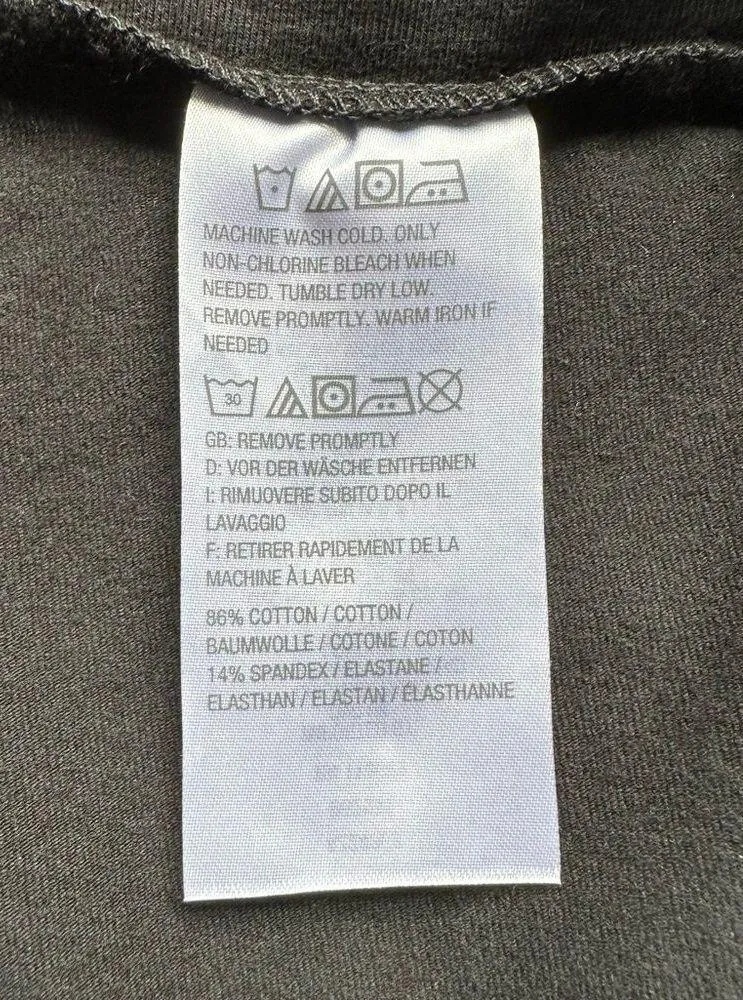 MACHINE WASH COLD. ONLY
NON-CHLORINE BLEACH WHEN
NEEDED. TUMBLE DRY LOW.
REMOVE PROMPTLY. WARM IRON IF
NEEDED
30
GB: REMOVE PROMPTLY
D: VOR DER WÄSCHE ENTFERNEN
I: RIMUOVERE SUBITO DOPO IL
LAVAGGIO
F: RETIRER RAPIDEMENT DE LA
MACHINE À LAVER
86% COTTON / COTTON /
BAUMWOLLE / COTONE / COTON
14% SPANDEX / ELASTANE /
ELASTHAN / ELASTAN / ÉLASTHANNE